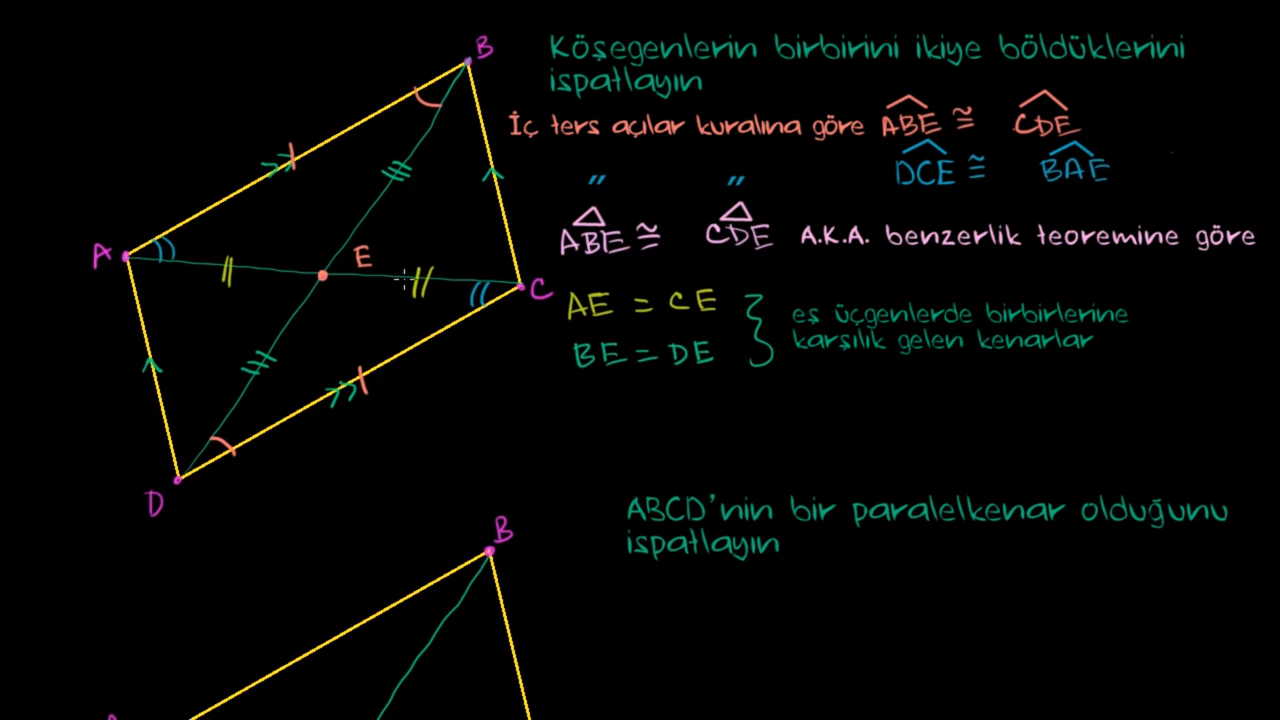 B
Köşegenlerin birbirini ikiye böldüklerini
ispatlayın
İç ters açılar kuralına göre ABE ≅ CDE
DCE ≅ BAE
" "
A
E
ABE ≅ CDE A.K.A. benzerlik teoremine göre
C
AE = CE
BE = DE
eş üçgenlerde birbirlerine
karşılık gelen kenarlar
D
ABCD'nin bir paralelkenar olduğunu
ispatlayın
B